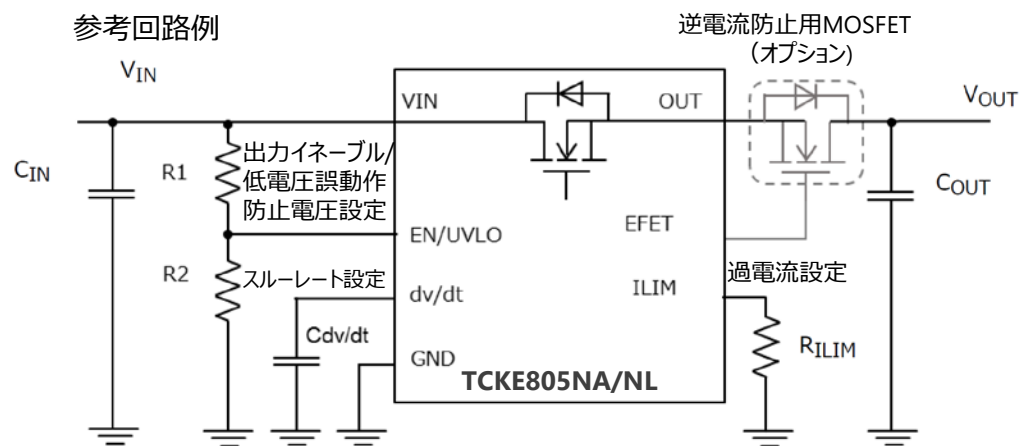 参考回路例
逆電流防止用MOSFET
（オプション)
VIN
VIN
OUT
VOUT
CIN
R1
出力イネーブル/
低電圧誤動作
防止電圧設定
COUT
EN/UVLO
EFET
R2
スルーレート設定
dv/dt
ILIM
過電流設定
Cdv/dt
RILIM
GND
TCKE805NA/NL